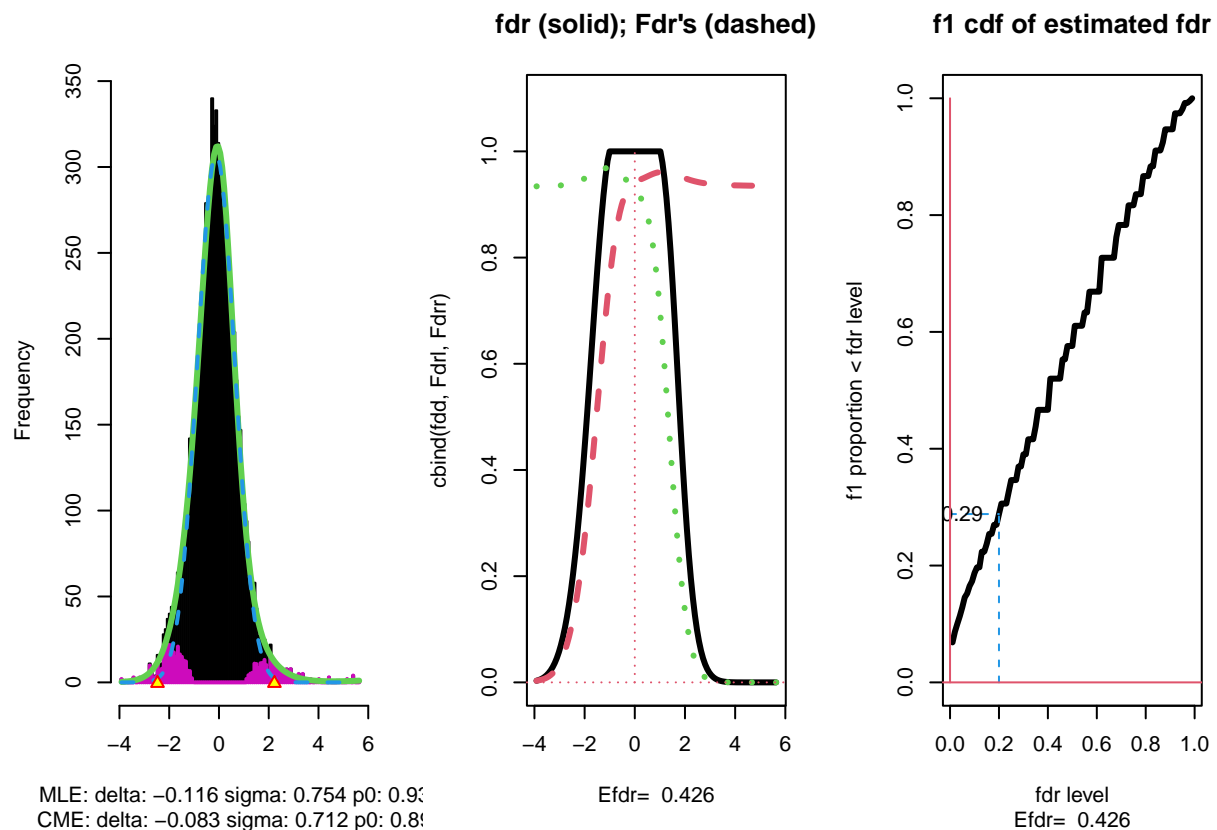 fdr (solid); Fdr's (dashed)
f1 cdf of estimated fdr
Frequency
0
50
100
150
200
250
300
350
−4 −2 0 2 4 6
MLE: delta: −0.116 sigma: 0.754 p0: 0.93
CME: delta: −0.083 sigma: 0.712 p0: 0.89
cbind(fdd, Fdrl, Fdrr)
0.0
0.2
0.4
0.6
0.8
1.0
−4 −2 0 2 4 6
Efdr= 0.426
f1 proportion < fdr level
0.0
0.2
0.4
0.6
0.8
1.0
0.29
0.0 0.2 0.4 0.6 0.8 1.0
fdr level
Efdr= 0.426